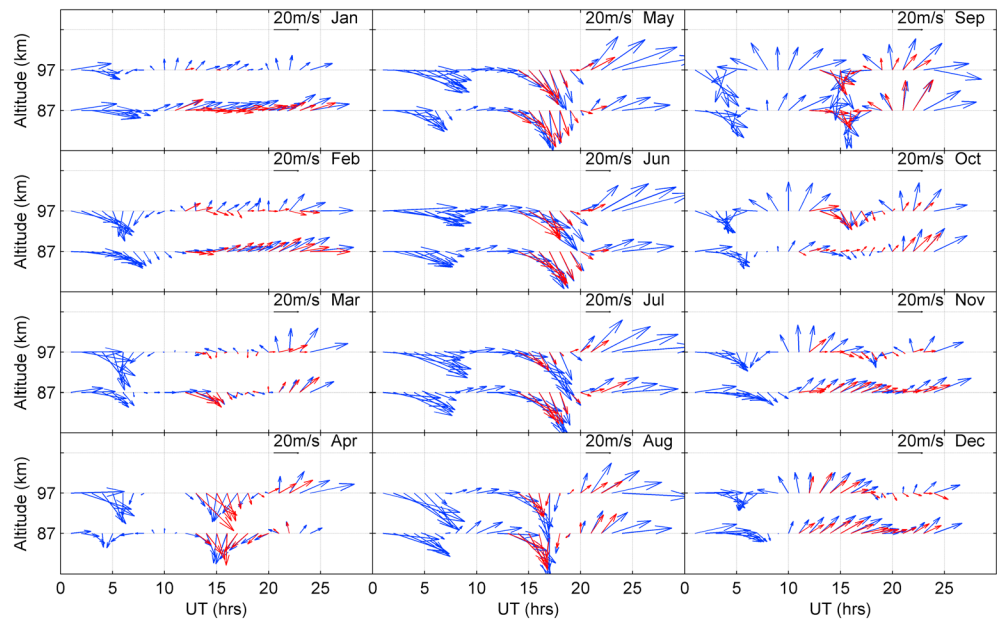 20m/s Jan 20m/s May 20m/s Sep
Altitude (km) 97 87
20m/s Feb 20m/s Jun 20m/s Oct
Altitude (km) 97 87
20m/s Mar 20m/s Jul 20m/s Nov
Altitude (km) 97 87
20m/s Apr 20m/s Aug 20m/s Dec
Altitude (km) 97 87
0 5 10 15 20 25 0 5 10 15 20 25 0 5 10 15 20 25 30
UT (hrs) UT (hrs) UT (hrs)